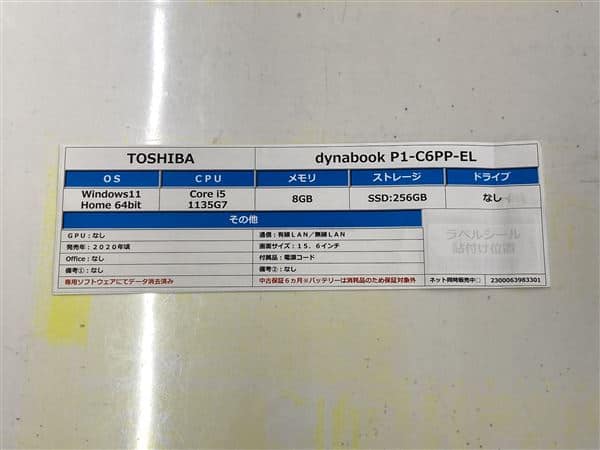 TOSHIBA dynabook P1-C6PP-EL
OS CPU メモリ ストレージ ドライブ
Windows11 Home 64bit Core i5 1135G7 8GB SSD:256GB なし
その他
GPU：なし 通信：有線LAN／無線LAN
発売年：2020年頃 画面サイズ：15．6インチ
Office：なし 付属品：電源コード
備考①：なし 備考②：なし
専用ソフトウェアにてデータ消去済み 中古保証6ヵ月※バッテリーは消耗品のため保証対象外 ネット同時販売中□ 2300063983301
ラベルシール
貼付け位置